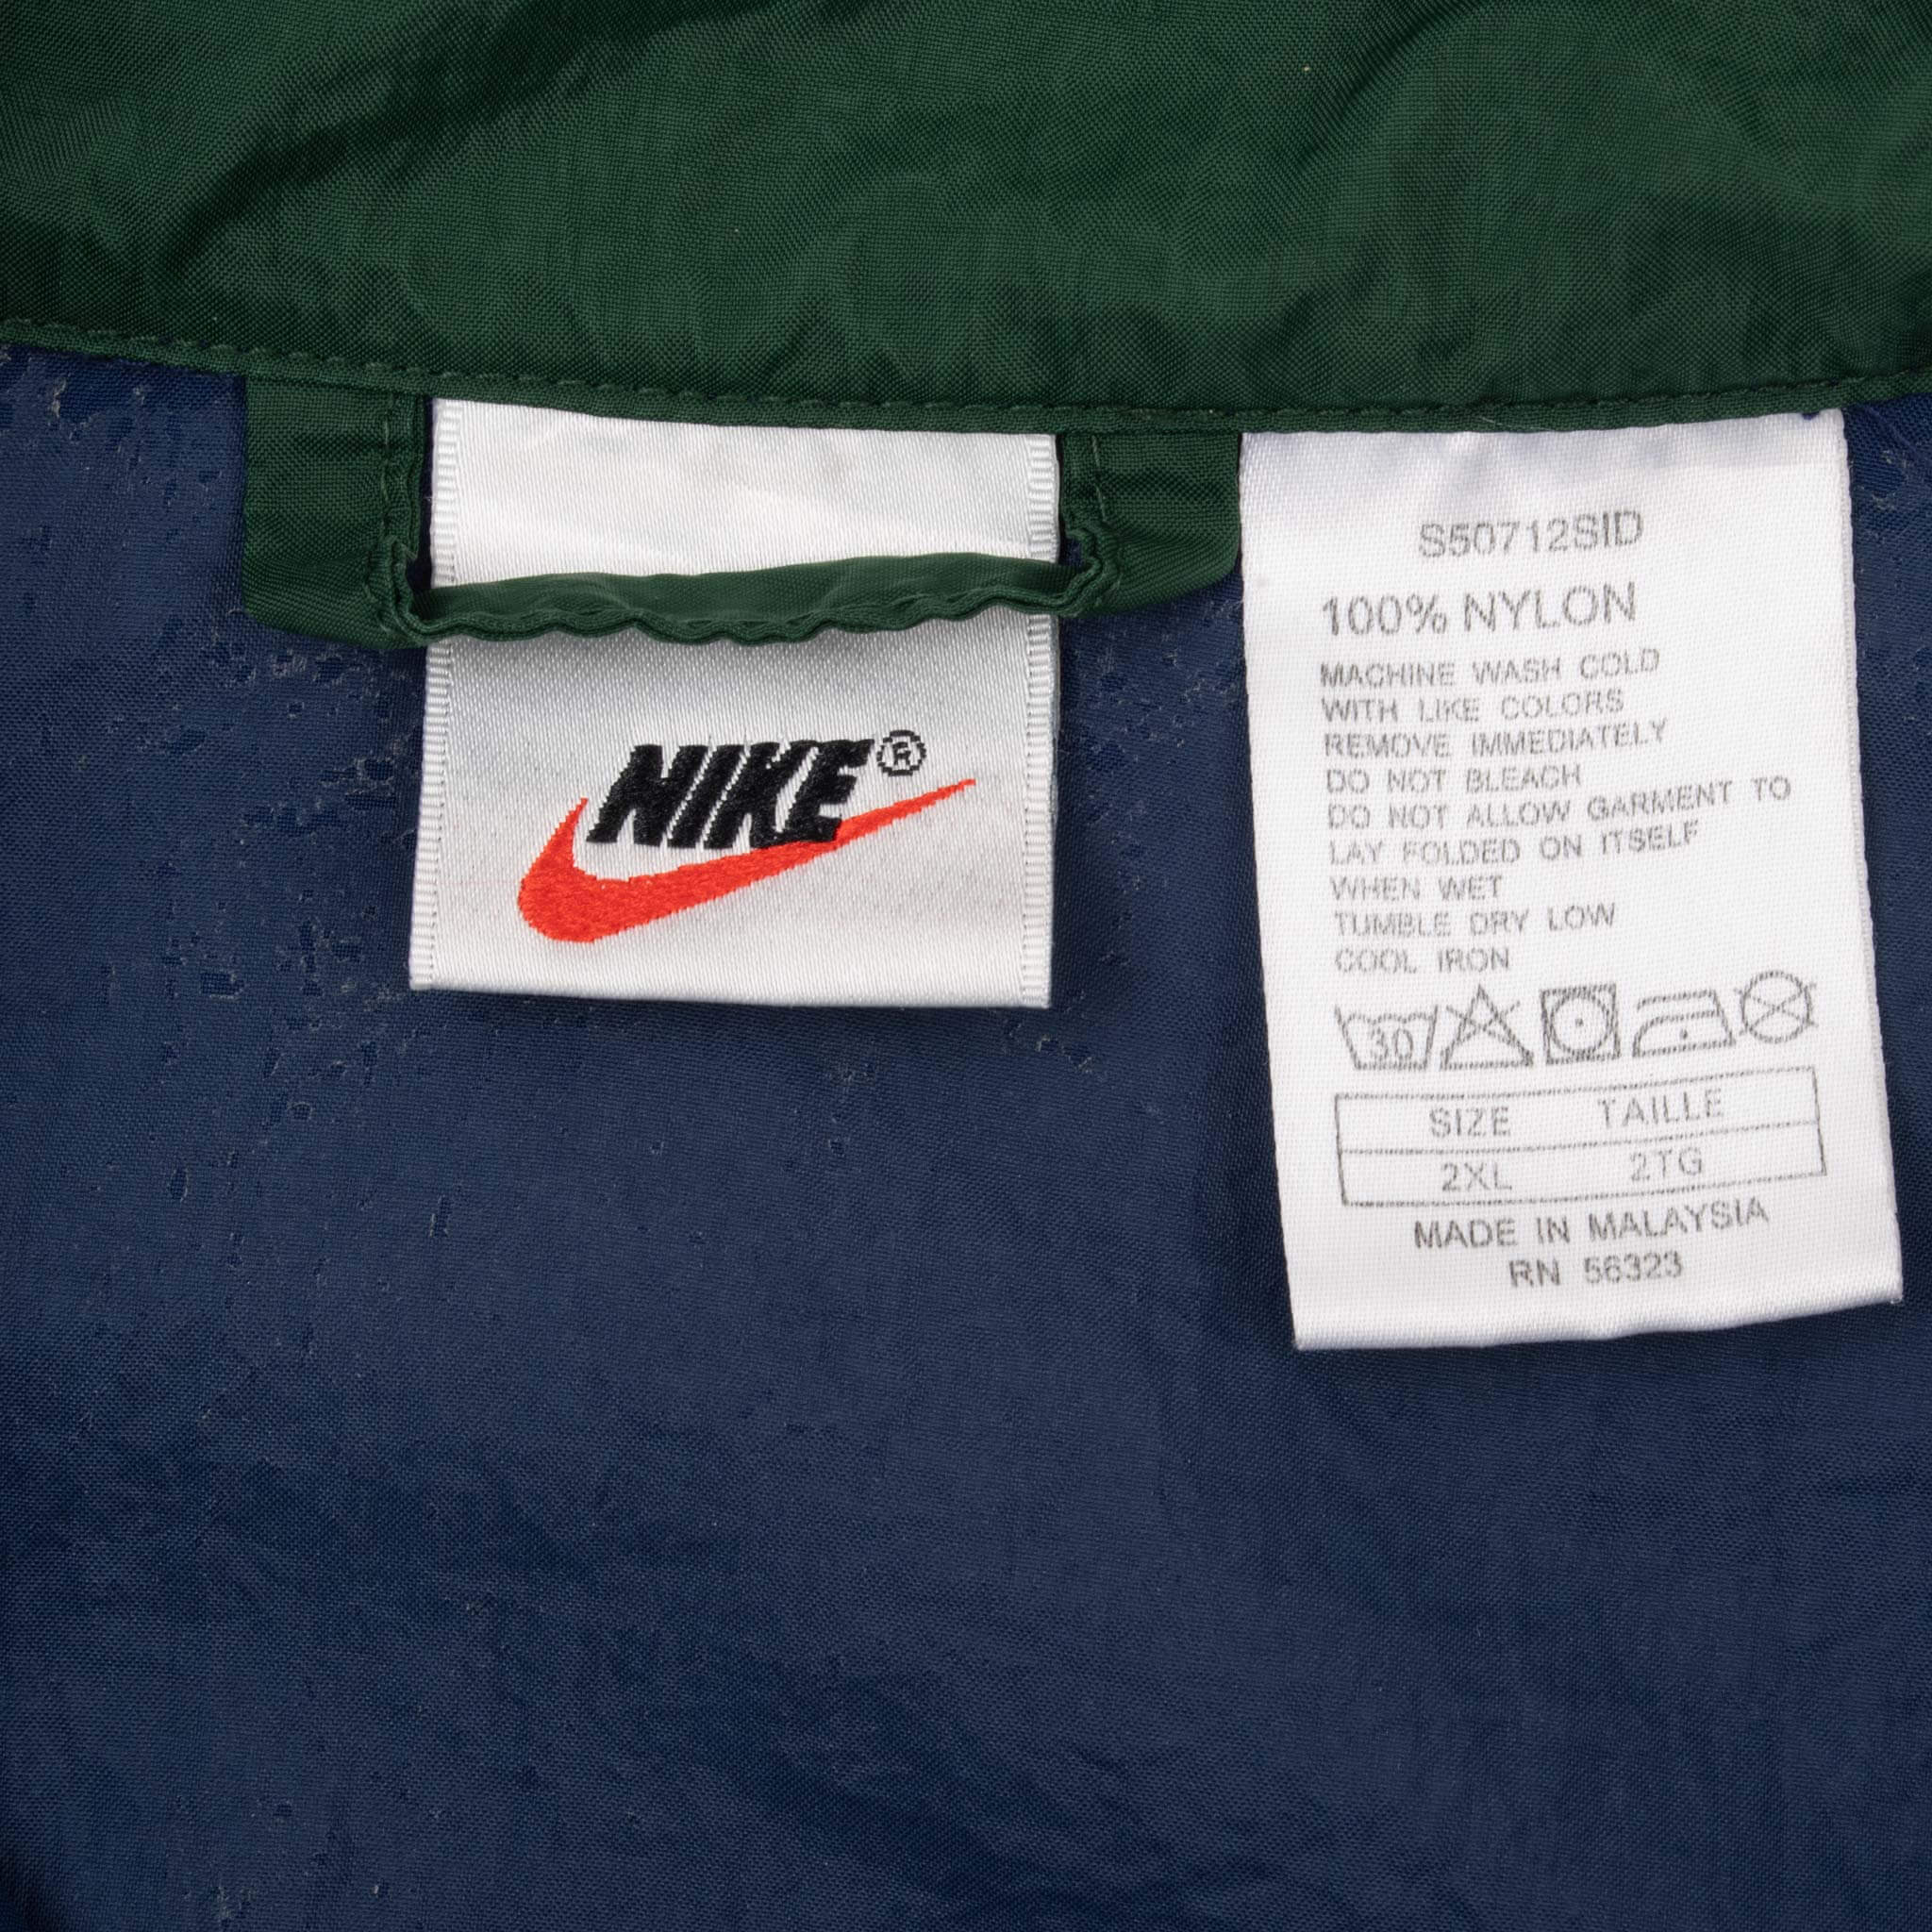 NIKE®
S50712SID
100% NYLON
MACHINE WASH COLD
WITH LIKE COLORS
REMOVE IMMEDIATELY
DO NOT BLEACH
DO NOT ALLOW GARMENT TO
LAY FOLDED ON ITSELF
WHEN WET
TUMBLE DRY LOW
COOL IRON
30
SIZE TAILLE
2XL 2TG
MADE IN MALAYSIA
RN 56323